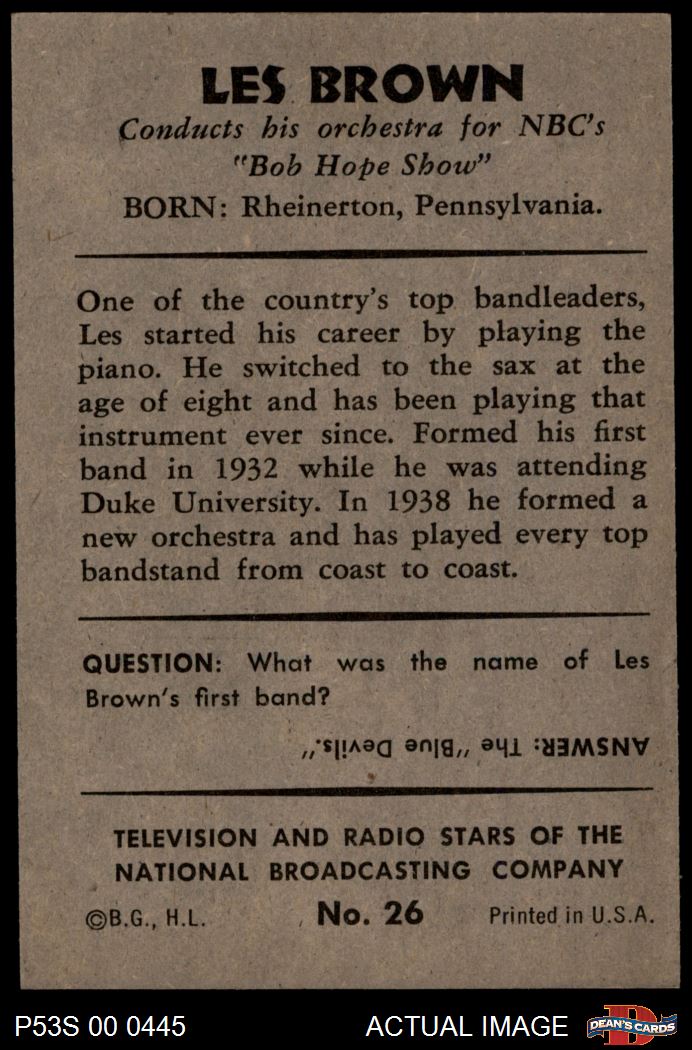 LES BROWN
Conducts his orchestra for NBC's
"Bob Hope Show"
BORN: Rheinerton, Pennsylvania.
One of the country's top bandleaders,
Les started his career by playing the
piano. He switched to the sax at the
age of eight and has been playing that
instrument ever since. Formed his first
band in 1932 while he was attending
Duke University. In 1938 he formed a
new orchestra and has played every top
bandstand from coast to coast.
QUESTION: What was the name of Les
Brown's first band?
ANSWER: The "Blue Devils."
TELEVISION AND RADIO STARS OF THE
NATIONAL BROADCASTING COMPANY
©B.G., H.L. No. 26 Printed in U.S.A.
P53S 00 0445 ACTUAL IMAGE D DEAN'S CARDS